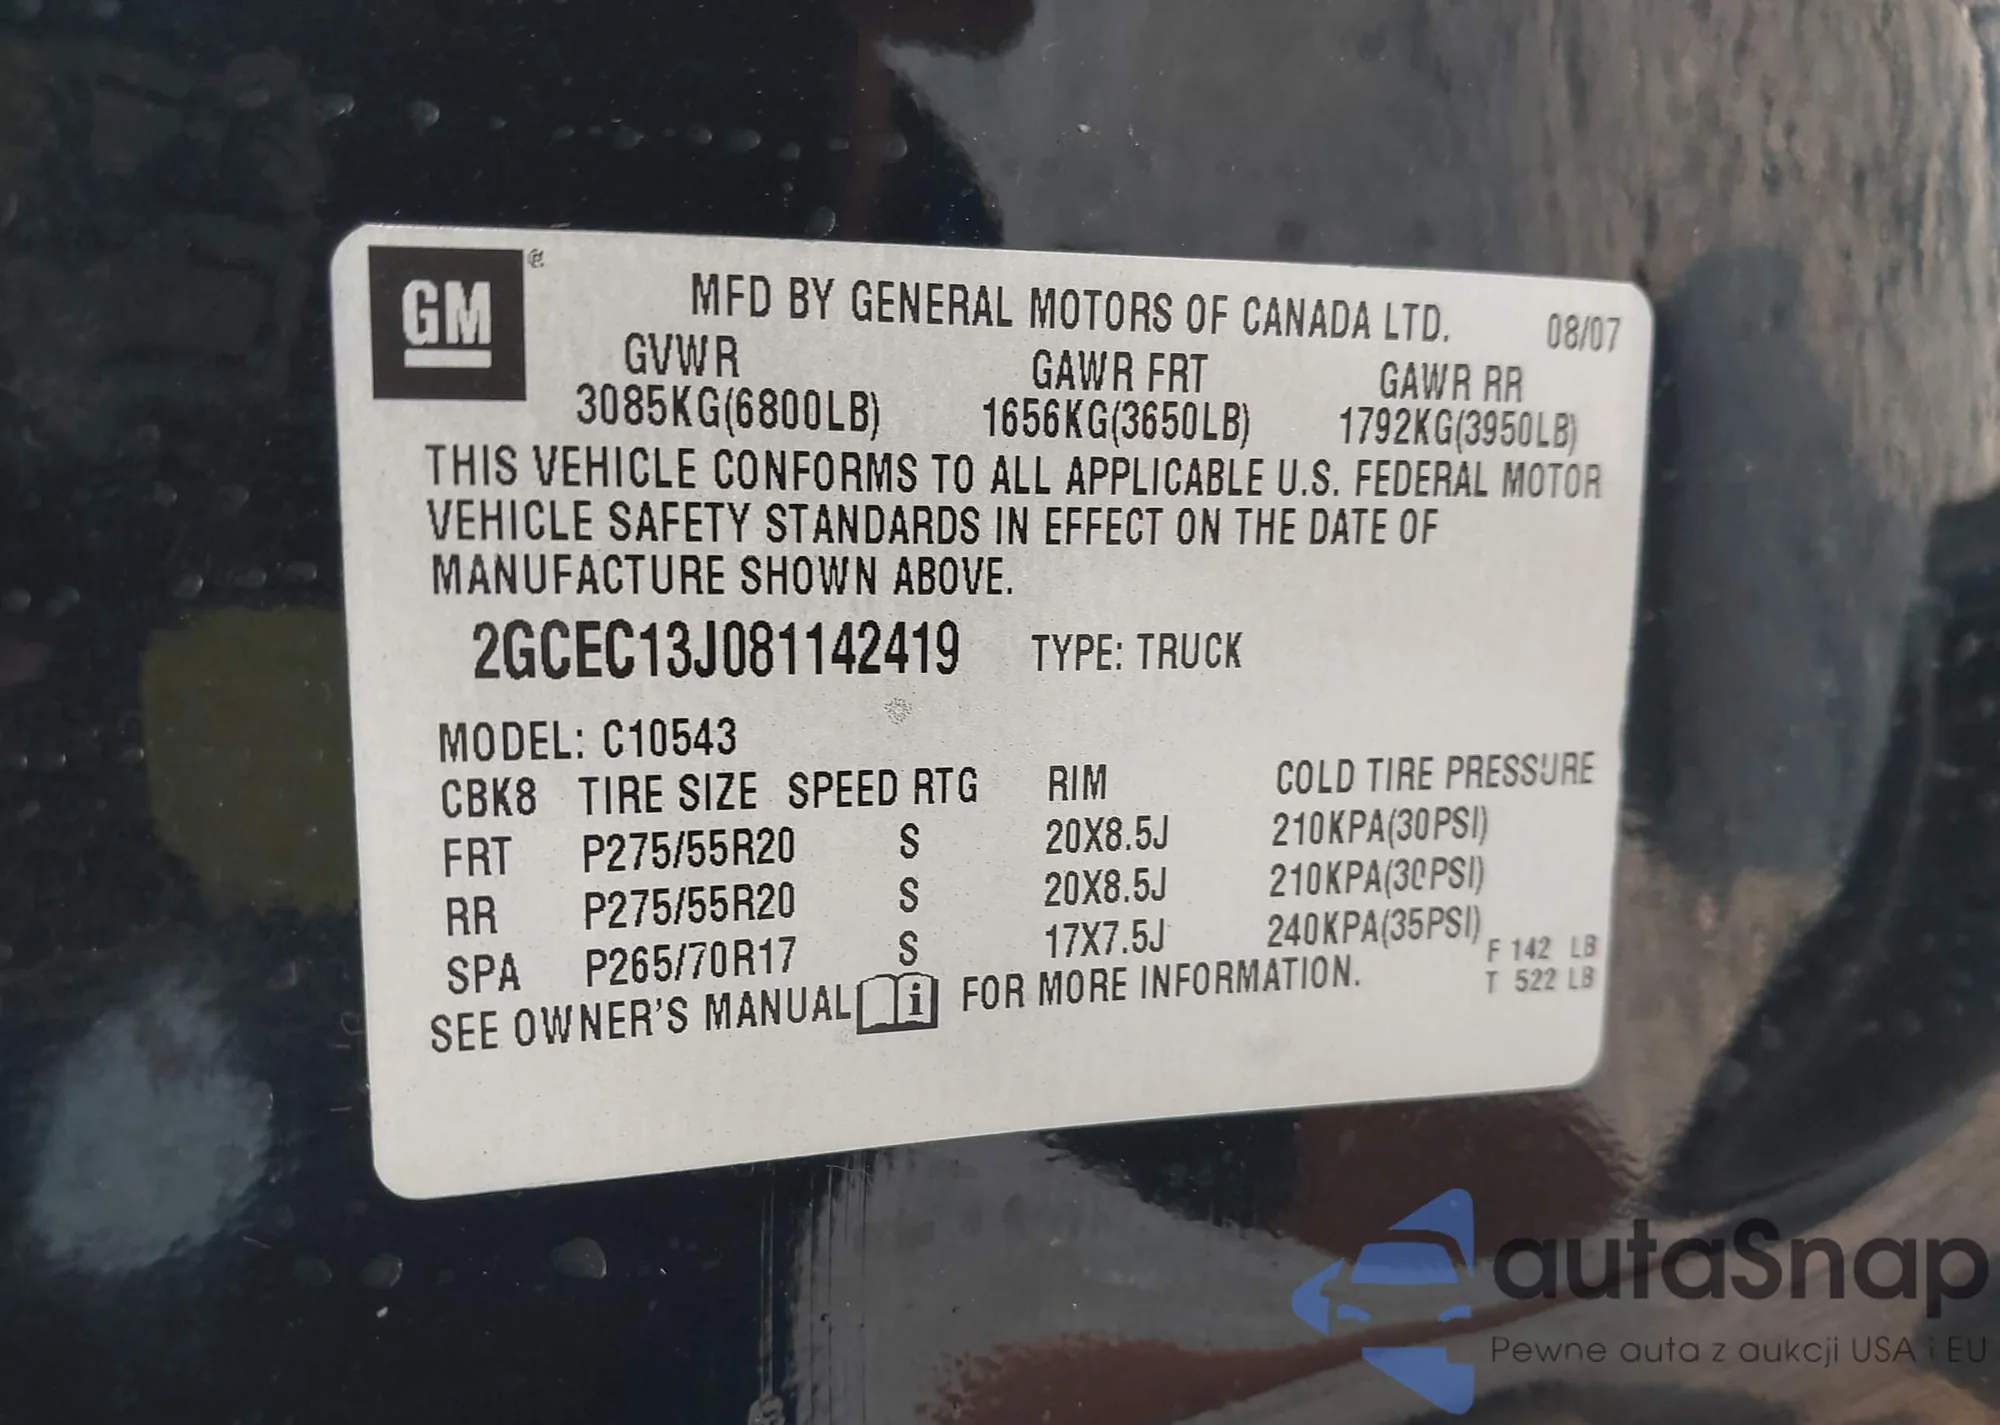 GM
MFD BY GENERAL MOTORS OF CANADA LTD. 08/07
GVWR GAWR FRT GAWR RR
3085KG(6800LB) 1656KG(3650LB) 1792KG(3950LB)
THIS VEHICLE CONFORMS TO ALL APPLICABLE U.S. FEDERAL MOTOR
VEHICLE SAFETY STANDARDS IN EFFECT ON THE DATE OF
MANUFACTURE SHOWN ABOVE.
2GCEC13J081142419 TYPE: TRUCK
MODEL: C10543
CBK8 TIRE SIZE SPEED RTG RIM COLD TIRE PRESSURE
FRT P275/55R20 S 20X8.5J 210KPA(30PSI)
RR P275/55R20 S 20X8.5J 210KPA(30PSI)
SPA P265/70R17 S 17X7.5J 240KPA(35PSI)
F 142 LB
T 522 LB
SEE OWNER'S MANUAL i FOR MORE INFORMATION.
autaSnap
Pewne auta z aukcji USA i EU